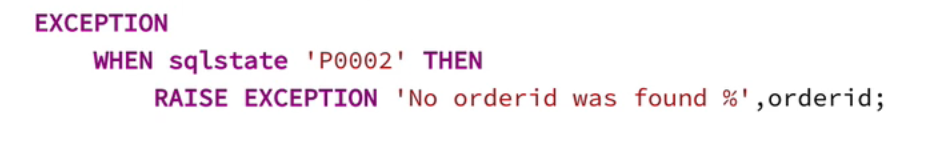 EXCEPTION
WHEN sqlstate 'P0002' THEN
RAISE EXCEPTION 'No orderid was found %',orderid;